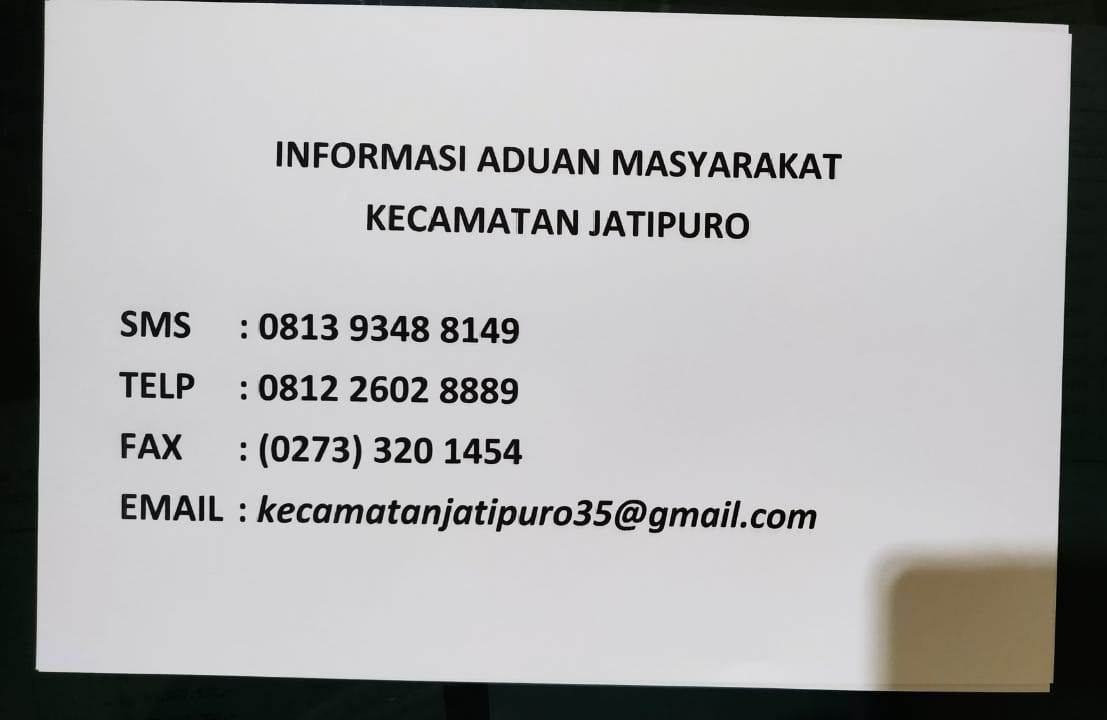 INFORMASI ADUAN MASYARAKAT
KECAMATAN JATIPURO
SMS : 0813 9348 8149
TELP : 0812 2602 8889
FAX : (0273) 320 1454
EMAIL : kecamatanjatipuro35@gmail.com